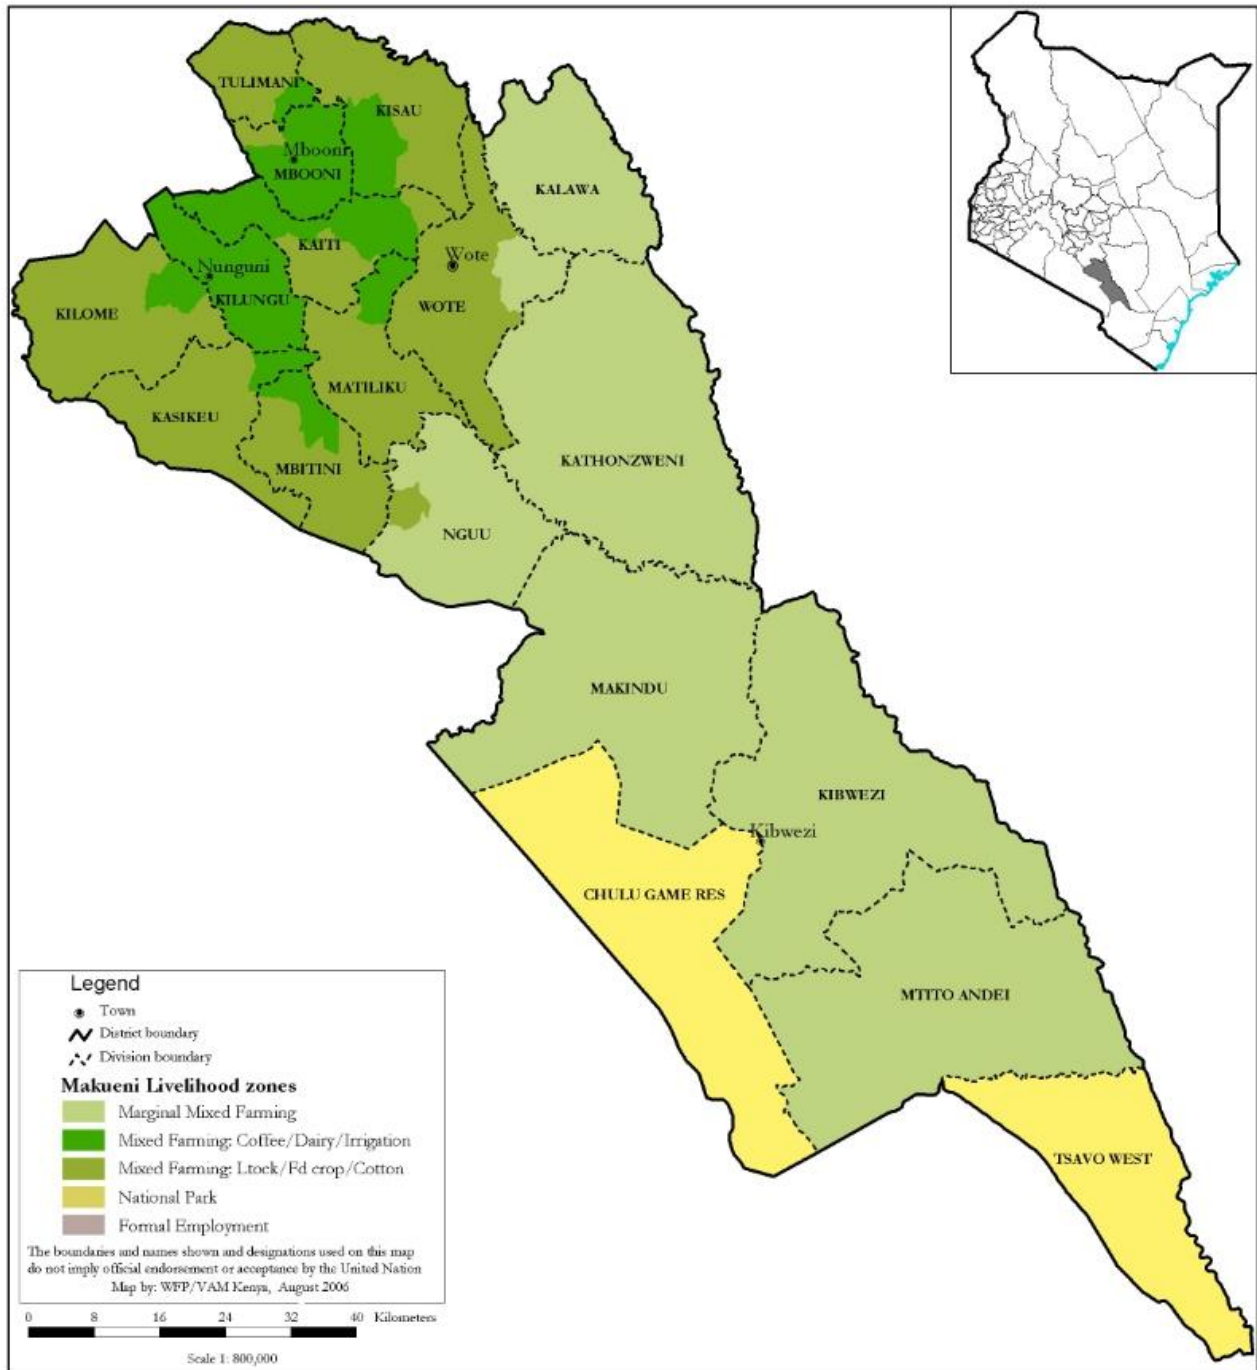 TULIMANI
KISAU
Mbooni
MBOONI
KALAWA
KAITI
Wote
Nunguni
KILUNGU
WOTE
KILOME
MATILIKU
KASIKEU
KATHONZWENI
MBITINI
NGUU
MAKINDU
KIBWEZI
Kibwezi
CHULU GAME RES
MTITO ANDEI
TSAVO WEST
Legend
Town
District boundary
Division boundary
Makueni Livelihood zones
Marginal Mixed Farming
Mixed Farming: Coffee/Dairy/Irrigation
Mixed Farming: Ltock/Fd crop/Cotton
National Park
Formal Employment
The boundaries and names shown and designations used on this map
do not imply official endorsement or acceptance by the United Nation
Map by: WFP/VAM Kenya, August 2006
0 8 16 24 32 40 Kilometers
Scale 1: 800,000